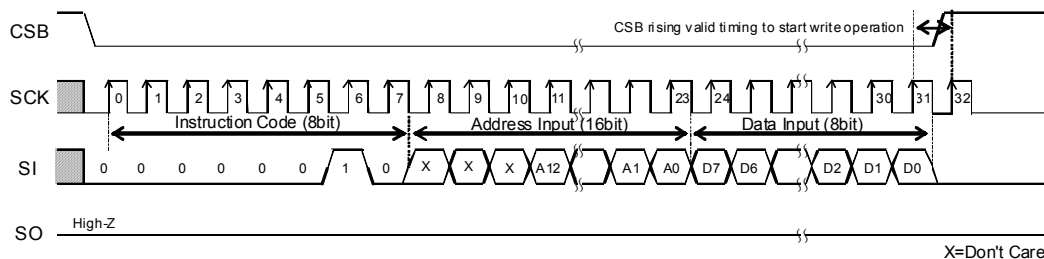 CSB
CSB rising valid timing to start write operation
SCK
0 1 2 3 4 5 6 7 8 9 10 11 23 24 30 31 32
Instruction Code (8bit) Address Input (16bit) Data Input (8bit)
SI
0 0 0 0 0 0 1 0 X X X A12 A1 A0 D7 D6 D2 D1 D0
High-Z
SO
X=Don't Care